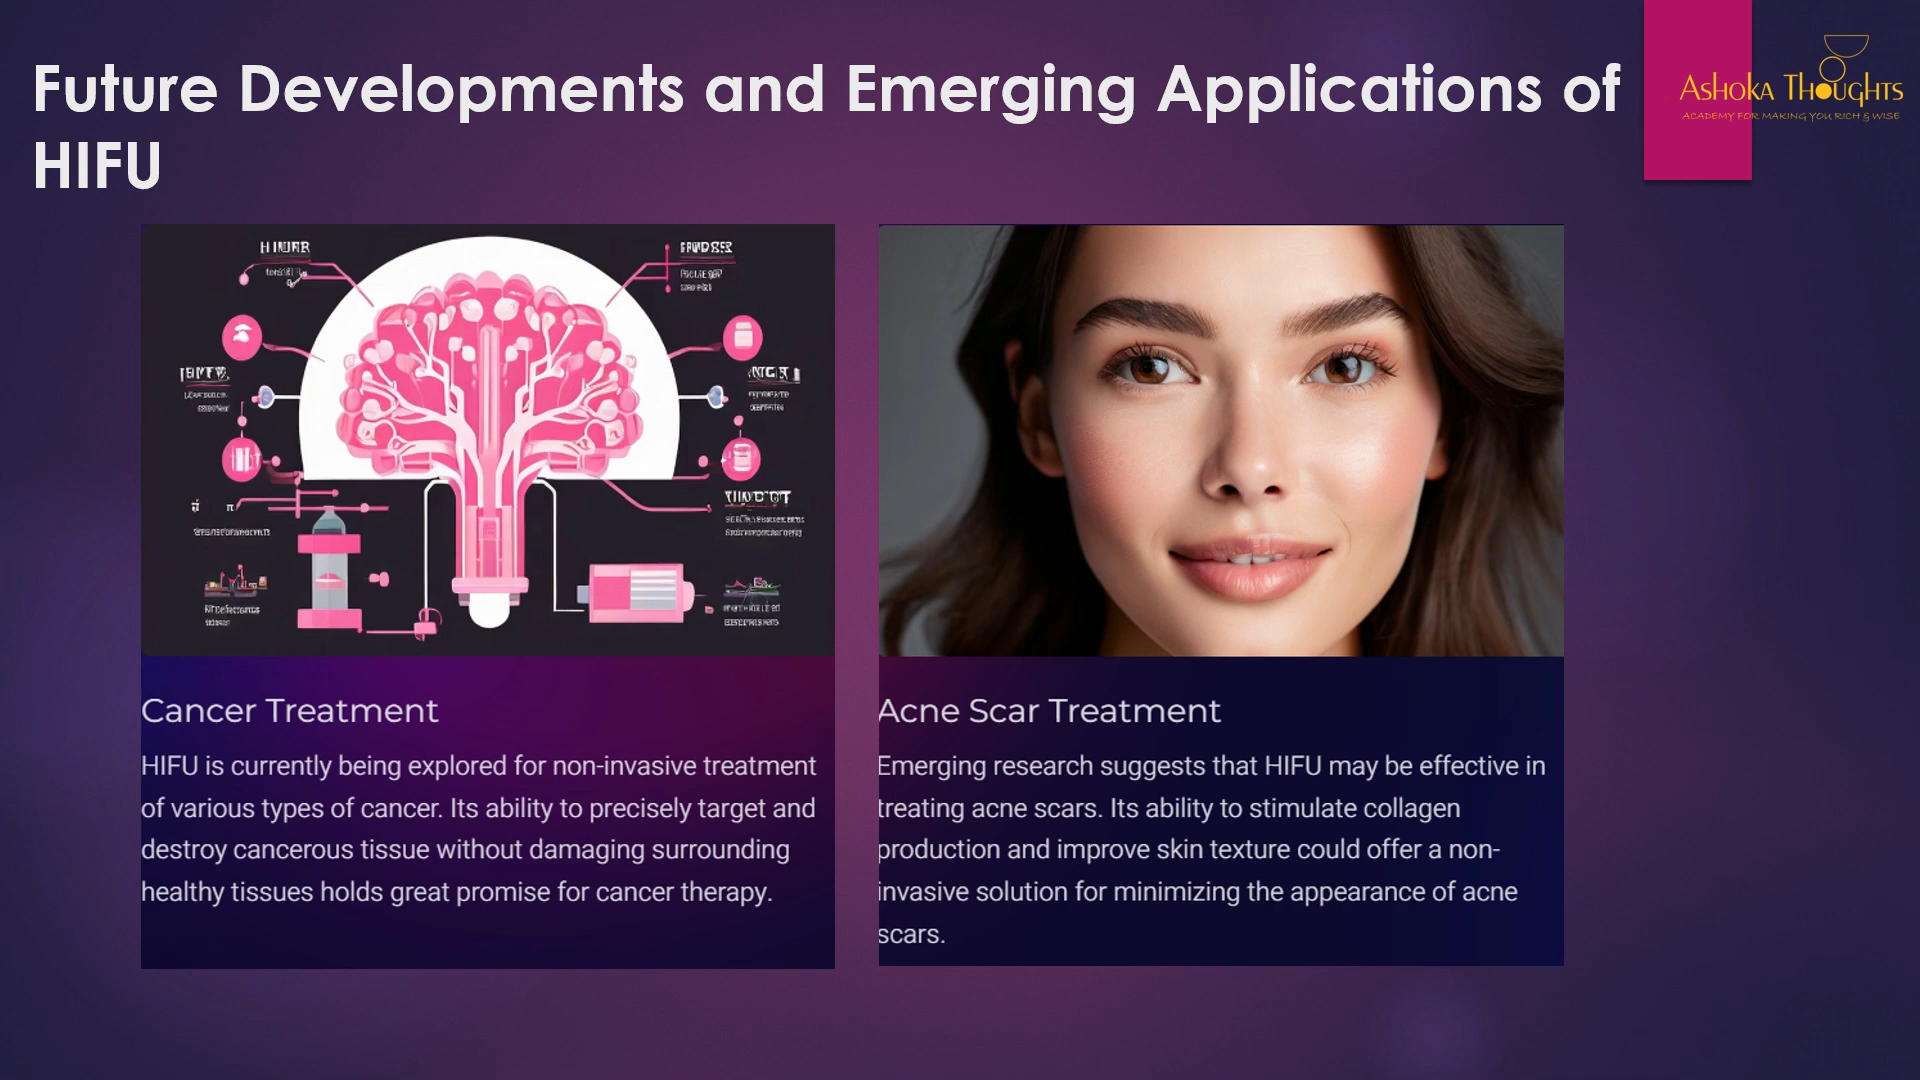 Future Developments and Emerging Applications of
HIFU
ASHOKA THOUGHTS
ACADEMY FOR MAKING YOU RICH & WISE
Cancer Treatment
HIFU is currently being explored for non-invasive treatment
of various types of cancer. Its ability to precisely target and
destroy cancerous tissue without damaging surrounding
healthy tissues holds great promise for cancer therapy.
Acne Scar Treatment
Emerging research suggests that HIFU may be effective in
treating acne scars. Its ability to stimulate collagen
production and improve skin texture could offer a non-
invasive solution for minimizing the appearance of acne
scars.